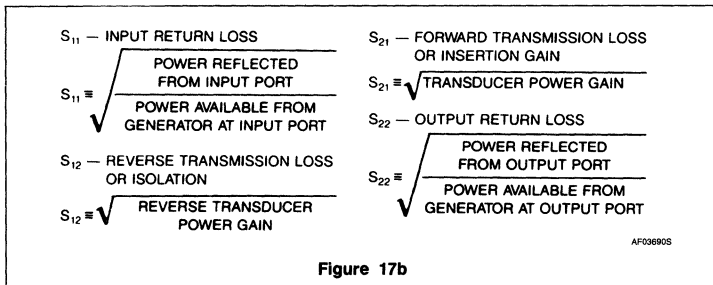 S₁₁ — INPUT RETURN LOSS
S₁₁ ≡ √
POWER REFLECTED
FROM INPUT PORT
POWER AVAILABLE FROM
GENERATOR AT INPUT PORT
S₁₂ — REVERSE TRANSMISSION LOSS
OR ISOLATION
S₁₂ ≡ √ REVERSE TRANSDUCER
POWER GAIN
S₂₁ — FORWARD TRANSMISSION LOSS
OR INSERTION GAIN
S₂₁ ≡ √ TRANSDUCER POWER GAIN
S₂₂ — OUTPUT RETURN LOSS
S₂₂ ≡ √
POWER REFLECTED
FROM OUTPUT PORT
POWER AVAILABLE FROM
GENERATOR AT OUTPUT PORT
AF03690S
Figure 17b